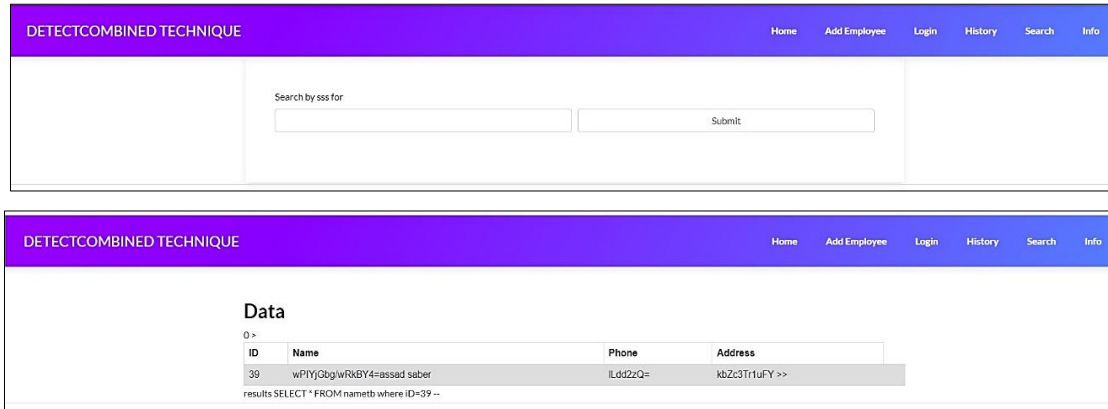 DETECTCOMBINED TECHNIQUE Home Add Employee Login History Search Info
Search by sss for
Submit
DETECTCOMBINED TECHNIQUE Home Add Employee Login History Search Info
Data
0 >
ID Name Phone Address
39 wPIYjGbg/wRkBY4=assad saber ILdd2zQ= kbZc3Tr1uFY >>
results SELECT * FROM nametb where iD=39 --